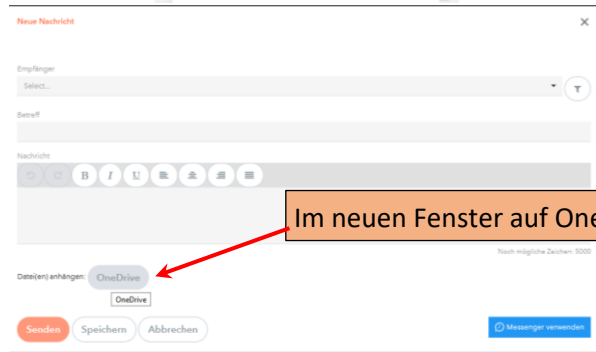 Neue Nachricht
Empfänger
Select...
Betreff
Nachricht
B I U
Im neuen Fenster auf One
Noch mögliche Zeichen: 5000
Datei(en) anhängen: OneDrive
OneDrive
Senden Speichern Abbrechen
Messenger verwenden